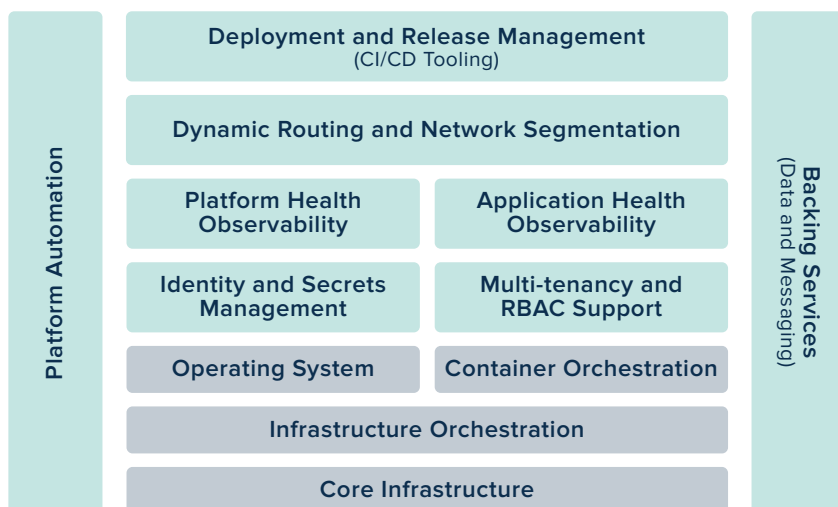 Platform Automation
Deployment and Release Management
(CI/CD Tooling)
Dynamic Routing and Network Segmentation
Platform Health
Observability
Application Health
Observability
Identity and Secrets
Management
Multi-tenancy and
RBAC Support
Operating System
Container Orchestration
Infrastructure Orchestration
Core Infrastructure
Backing Services
(Data and Messaging)